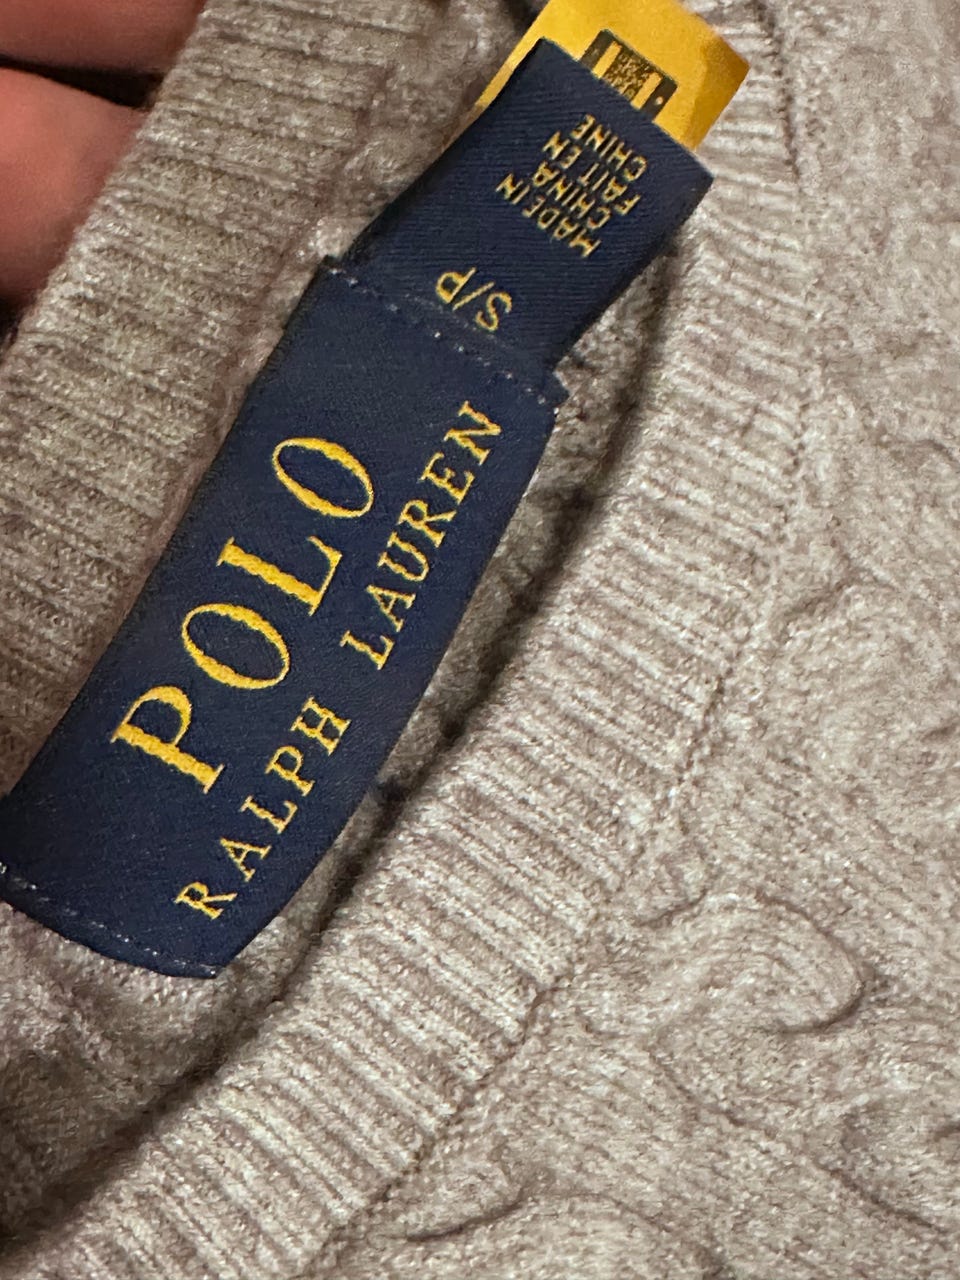 POLO
RALPH LAUREN
S/P
MADE IN
CHINA
FAIT EN
CHINE